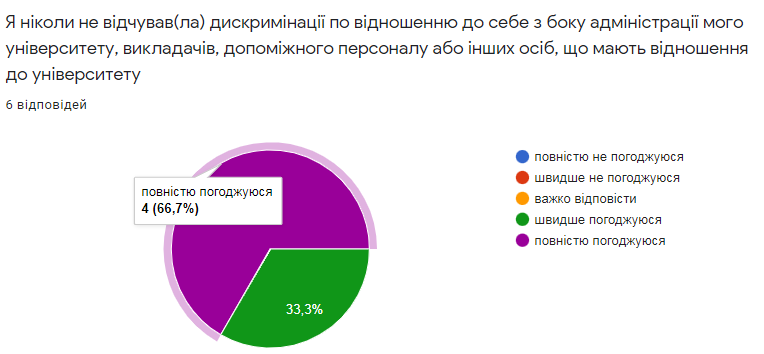 Я ніколи не відчував(ла) дискримінації по відношенню до себе з боку адміністрації мого
університету, викладачів, допоміжного персоналу або інших осіб, що мають відношення
до університету
6 відповідей
повністю погоджуюся
4 (66,7%)
33,3%
повністю не погоджуюся
швидше не погоджуюся
важко відповісти
швидше погоджуюся
повністю погоджуюся